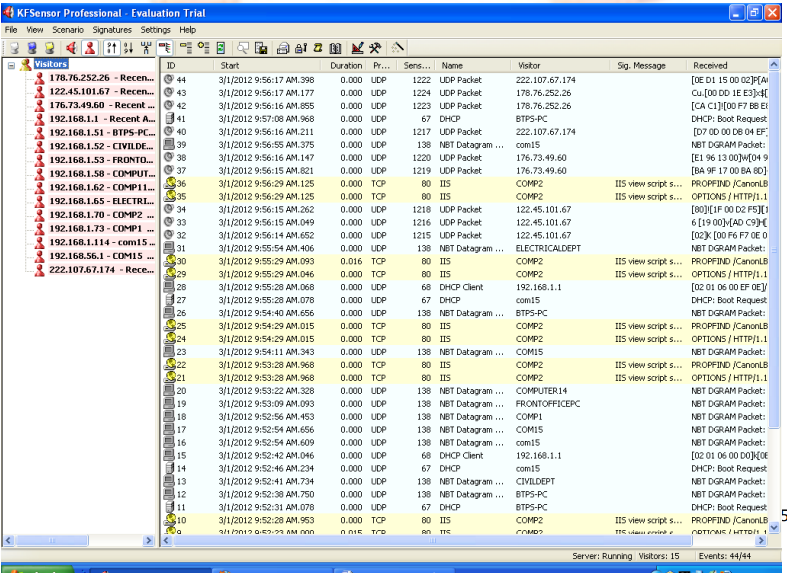 KFSensor Professional - Evaluation Trial
File View Scenario Signatures Settings Help
Visitors
178.76.252.26 - Recen...
122.45.101.67 - Recen...
176.73.49.60 - Recent ...
192.168.1.1 - Recent A...
192.168.1.51 - BTPS-PC...
192.168.1.52 - CIVILDE...
192.168.1.53 - FRONTO...
192.168.1.58 - COMPUT...
192.168.1.62 - COMP11...
192.168.1.65 - ELECTRI...
192.168.1.70 - COMP2 ...
192.168.1.73 - COMP1 ...
192.168.1.114 - com15 ...
192.168.56.1 - COM15 ...
222.107.67.174 - Rece...
ID Start Duration Pr... Sens... Name Visitor Sig. Message Received
44 3/1/2012 9:56:17 AM.398 0.000 UDP 1222 UDP Packet 222.107.67.174 [0E D1 15 00 02]P[A
43 3/1/2012 9:56:17 AM.177 0.000 UDP 1224 UDP Packet 178.76.252.26 Cu.[00 DD 1E E3]
42 3/1/2012 9:56:16 AM.855 0.000 UDP 1223 UDP Packet 178.76.252.26 [CA C1]![00 F7 BB E
41 3/1/2012 9:57:08 AM.968 0.000 UDP 67 DHCP BTPS-PC DHCP: Boot Request
40 3/1/2012 9:56:16 AM.211 0.000 UDP 1217 UDP Packet 222.107.67.174 [D7 0D 00 DB 04 EF]
39 3/1/2012 9:56:55 AM.375 0.000 UDP 138 NBT Datagram ... com15 NBT DGRAM Packet:
38 3/1/2012 9:56:16 AM.147 0.000 UDP 1220 UDP Packet 176.73.49.60 [E1 96 13 00]W[04 9
37 3/1/2012 9:56:15 AM.821 0.000 UDP 1219 UDP Packet 176.73.49.60 [BA 9F 17 00 BA 8D]
36 3/1/2012 9:56:29 AM.125 0.000 TCP 80 IIS COMP2 IIS view script s... PROPFIND /CanonLB
35 3/1/2012 9:56:29 AM.125 0.000 TCP 80 IIS COMP2 IIS view script s... OPTIONS / HTTP/1.1
34 3/1/2012 9:56:15 AM.262 0.000 UDP 1218 UDP Packet 122.45.101.67 [80]![1F 00 D2 F5]
33 3/1/2012 9:56:15 AM.049 0.000 UDP 1216 UDP Packet 122.45.101.67 6 [19 00]v[AD C9]
32 3/1/2012 9:56:14 AM.652 0.000 UDP 1215 UDP Packet 122.45.101.67 [02]K [00 F6 F7 0E 0
31 3/1/2012 9:55:54 AM.406 0.000 UDP 138 NBT Datagram ... ELECTRICALDEPT NBT DGRAM Packet:
30 3/1/2012 9:55:29 AM.093 0.016 TCP 80 IIS COMP2 IIS view script s... PROPFIND /CanonLB
29 3/1/2012 9:55:29 AM.046 0.000 TCP 80 IIS COMP2 IIS view script s... OPTIONS / HTTP/1.1
28 3/1/2012 9:55:28 AM.068 0.000 UDP 68 DHCP Client 192.168.1.1 [02 01 06 00 EF 0E]/
27 3/1/2012 9:55:28 AM.078 0.000 UDP 67 DHCP com15 DHCP: Boot Request
26 3/1/2012 9:54:40 AM.656 0.000 UDP 138 NBT Datagram ... BTPS-PC NBT DGRAM Packet:
25 3/1/2012 9:54:29 AM.015 0.000 TCP 80 IIS COMP2 IIS view script s... PROPFIND /CanonLB
24 3/1/2012 9:54:29 AM.015 0.000 TCP 80 IIS COMP2 IIS view script s... OPTIONS / HTTP/1.1
23 3/1/2012 9:54:11 AM.343 0.000 UDP 138 NBT Datagram ... COM15 NBT DGRAM Packet:
22 3/1/2012 9:53:28 AM.968 0.000 TCP 80 IIS COMP2 IIS view script s... PROPFIND /CanonLB
21 3/1/2012 9:53:28 AM.968 0.000 TCP 80 IIS COMP2 IIS view script s... OPTIONS / HTTP/1.1
20 3/1/2012 9:53:22 AM.328 0.000 UDP 138 NBT Datagram ... COMPUTER14 NBT DGRAM Packet:
19 3/1/2012 9:53:09 AM.093 0.000 UDP 138 NBT Datagram ... FRONTOFFICEPC NBT DGRAM Packet:
18 3/1/2012 9:52:56 AM.453 0.000 UDP 138 NBT Datagram ... COMP1 NBT DGRAM Packet:
17 3/1/2012 9:52:54 AM.656 0.000 UDP 138 NBT Datagram ... COM15 NBT DGRAM Packet:
16 3/1/2012 9:52:54 AM.609 0.000 UDP 138 NBT Datagram ... com15 NBT DGRAM Packet:
15 3/1/2012 9:52:42 AM.046 0.000 UDP 68 DHCP Client 192.168.1.1 [02 01 06 00 D0]k[0E
14 3/1/2012 9:52:46 AM.234 0.000 UDP 67 DHCP com15 DHCP: Boot Request
13 3/1/2012 9:52:41 AM.734 0.000 UDP 138 NBT Datagram ... CIVILDEPT NBT DGRAM Packet:
12 3/1/2012 9:52:38 AM.750 0.000 UDP 138 NBT Datagram ... BTPS-PC NBT DGRAM Packet:
11 3/1/2012 9:52:31 AM.078 0.000 UDP 67 DHCP BTPS-PC DHCP: Boot Request
10 3/1/2012 9:52:28 AM.953 0.000 TCP 80 IIS COMP2 IIS view script s... PROPFIND /CanonLB
9 3/1/2012 9:52:23 AM.000 0.015 TCP 80 IIS COMP2 IIS view script s... OPTIONS / HTTP/1.1
5
Server: Running Visitors: 15 Events: 44/44